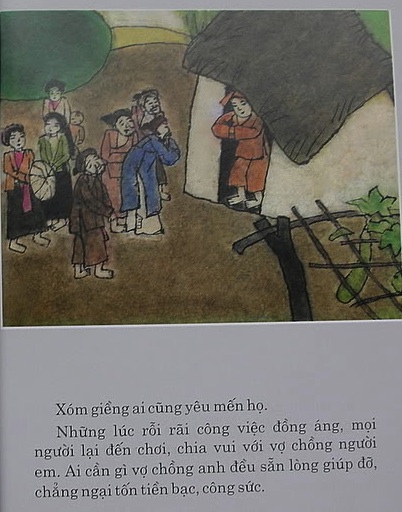 Xóm giềng ai cũng yêu mến họ.
Những lúc rỗi rãi công việc đồng áng, mọi
người lại đến chơi, chia vui với vợ chồng người
em. Ai cần gì vợ chồng anh đều sẵn lòng giúp đỡ,
chẳng ngại tốn tiền bạc, công sức.